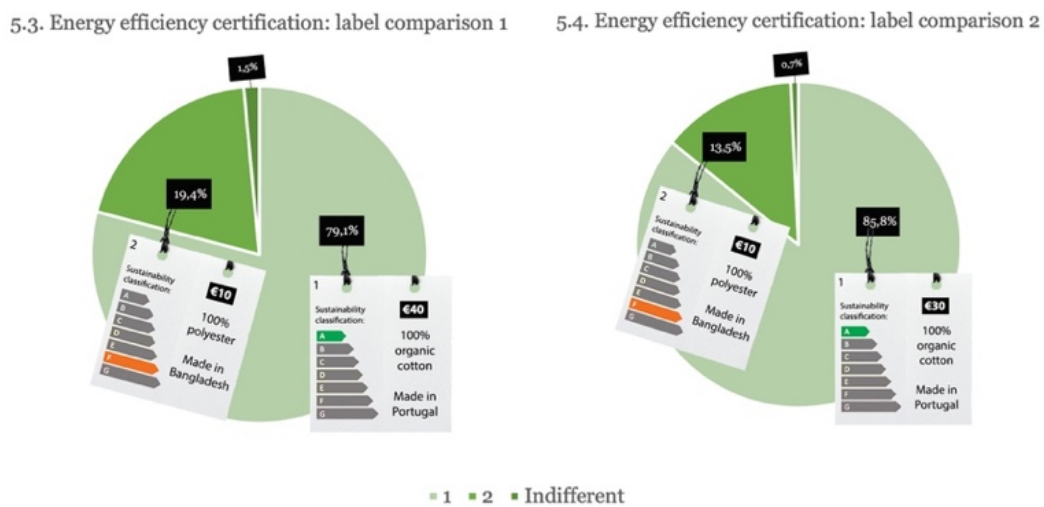 5.3. Energy efficiency certification: label comparison 1
1,5%
19,4%
79,1%
2
Sustainability
classification:
A
B
C
D
E
F
G
€10
100%
polyester
Made in
Bangladesh
1
Sustainability
classification:
A
B
C
D
E
F
G
€40
100%
organic
cotton
Made in
Portugal
5.4. Energy efficiency certification: label comparison 2
0,7%
13,5%
85,8%
2
Sustainability
classification:
A
B
C
D
E
F
G
€10
100%
polyester
Made in
Bangladesh
1
Sustainability
classification:
A
B
C
D
E
F
G
€30
100%
organic
cotton
Made in
Portugal
1 2 Indifferent